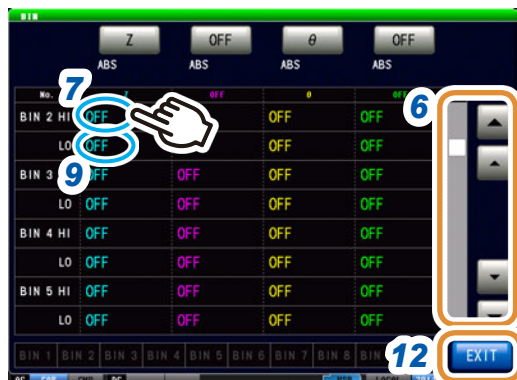 BIN
Z OFF θ OFF
ABS ABS ABS ABS
No. Z OFF θ OFF
7 6
BIN 2 HI OFF OFF OFF
LO OFF OFF OFF
9
BIN 3 OFF OFF OFF OFF
LO OFF OFF OFF OFF
BIN 4 HI OFF OFF OFF OFF
LO OFF OFF OFF OFF
BIN 5 HI OFF OFF OFF OFF
LO OFF OFF OFF OFF
BIN 1 BIN 2 BIN 3 BIN 4 BIN 5 BIN 6 BIN 7 BIN 8 BIN 12 EXIT